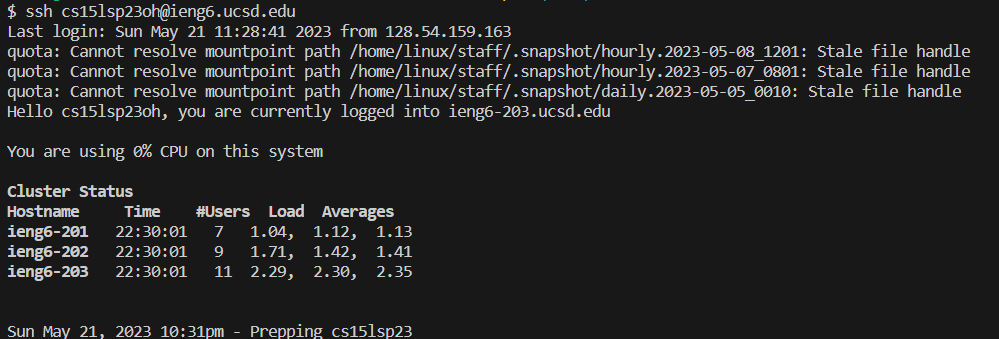 $ ssh cs15lsp23oh@ieng6.ucsd.edu
Last login: Sun May 21 11:28:41 2023 from 128.54.159.163
quota: Cannot resolve mountpoint path /home/linux/staff/.snapshot/hourly.2023-05-08_1201: Stale file handle
quota: Cannot resolve mountpoint path /home/linux/staff/.snapshot/hourly.2023-05-07_0801: Stale file handle
quota: Cannot resolve mountpoint path /home/linux/staff/.snapshot/daily.2023-05-05_0010: Stale file handle
Hello cs15lsp23oh, you are currently logged into ieng6-203.ucsd.edu

You are using 0% CPU on this system

Cluster Status
Hostname     Time    #Users  Load  Averages
ieng6-201   22:30:01   7   1.04,  1.12,  1.13
ieng6-202   22:30:01   9   1.71,  1.42,  1.41
ieng6-203   22:30:01   11  2.29,  2.30,  2.35


Sun May 21, 2023 10:31pm - Prepping cs15lsp23